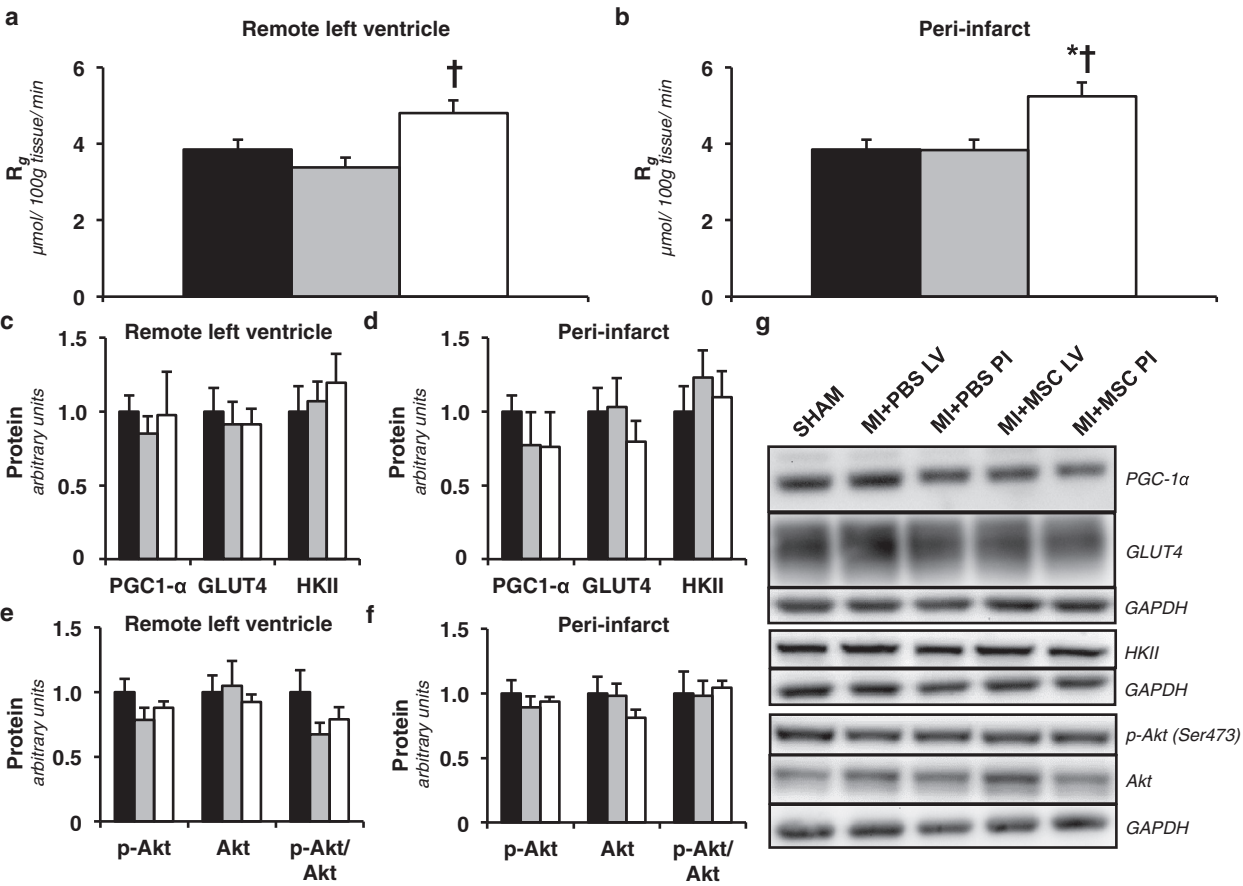 a
Remote left ventricle
6
4
2
0
Rg
µmol/ 100g tissue/ min
†
b
Peri-infarct
6
4
2
0
Rg
µmol/ 100g tissue/ min
*†
c
Remote left ventricle
1.5
1.0
0.5
0
Protein
arbitrary units
PGC1-α GLUT4 HKII
d
Peri-infarct
1.5
1.0
0.5
0
Protein
arbitrary units
PGC1-α GLUT4 HKII
e
Remote left ventricle
1.5
1.0
0.5
0
Protein
arbitrary units
p-Akt Akt p-Akt/
Akt
f
Peri-infarct
1.5
1.0
0.5
0
Protein
arbitrary units
p-Akt Akt p-Akt/
Akt
g
SHAM
MI+PBS LV
MI+PBS PI
MI+MSC LV
MI+MSC PI
PGC-1α
GLUT4
GAPDH
HKII
GAPDH
p-Akt (Ser473)
Akt
GAPDH